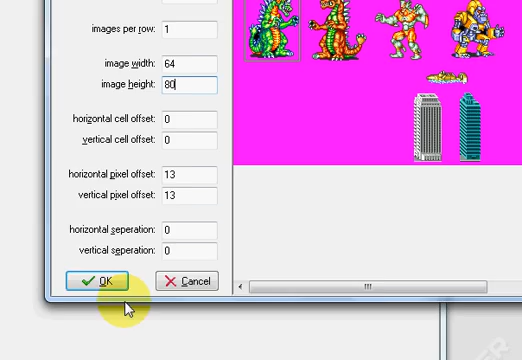 images per row: 1
image width: 64
image height: 80
horizontal cell offset: 0
vertical cell offset: 0
horizontal pixel offset: 13
vertical pixel offset: 13
horizontal seperation: 0
vertical seperation: 0
OK Cancel